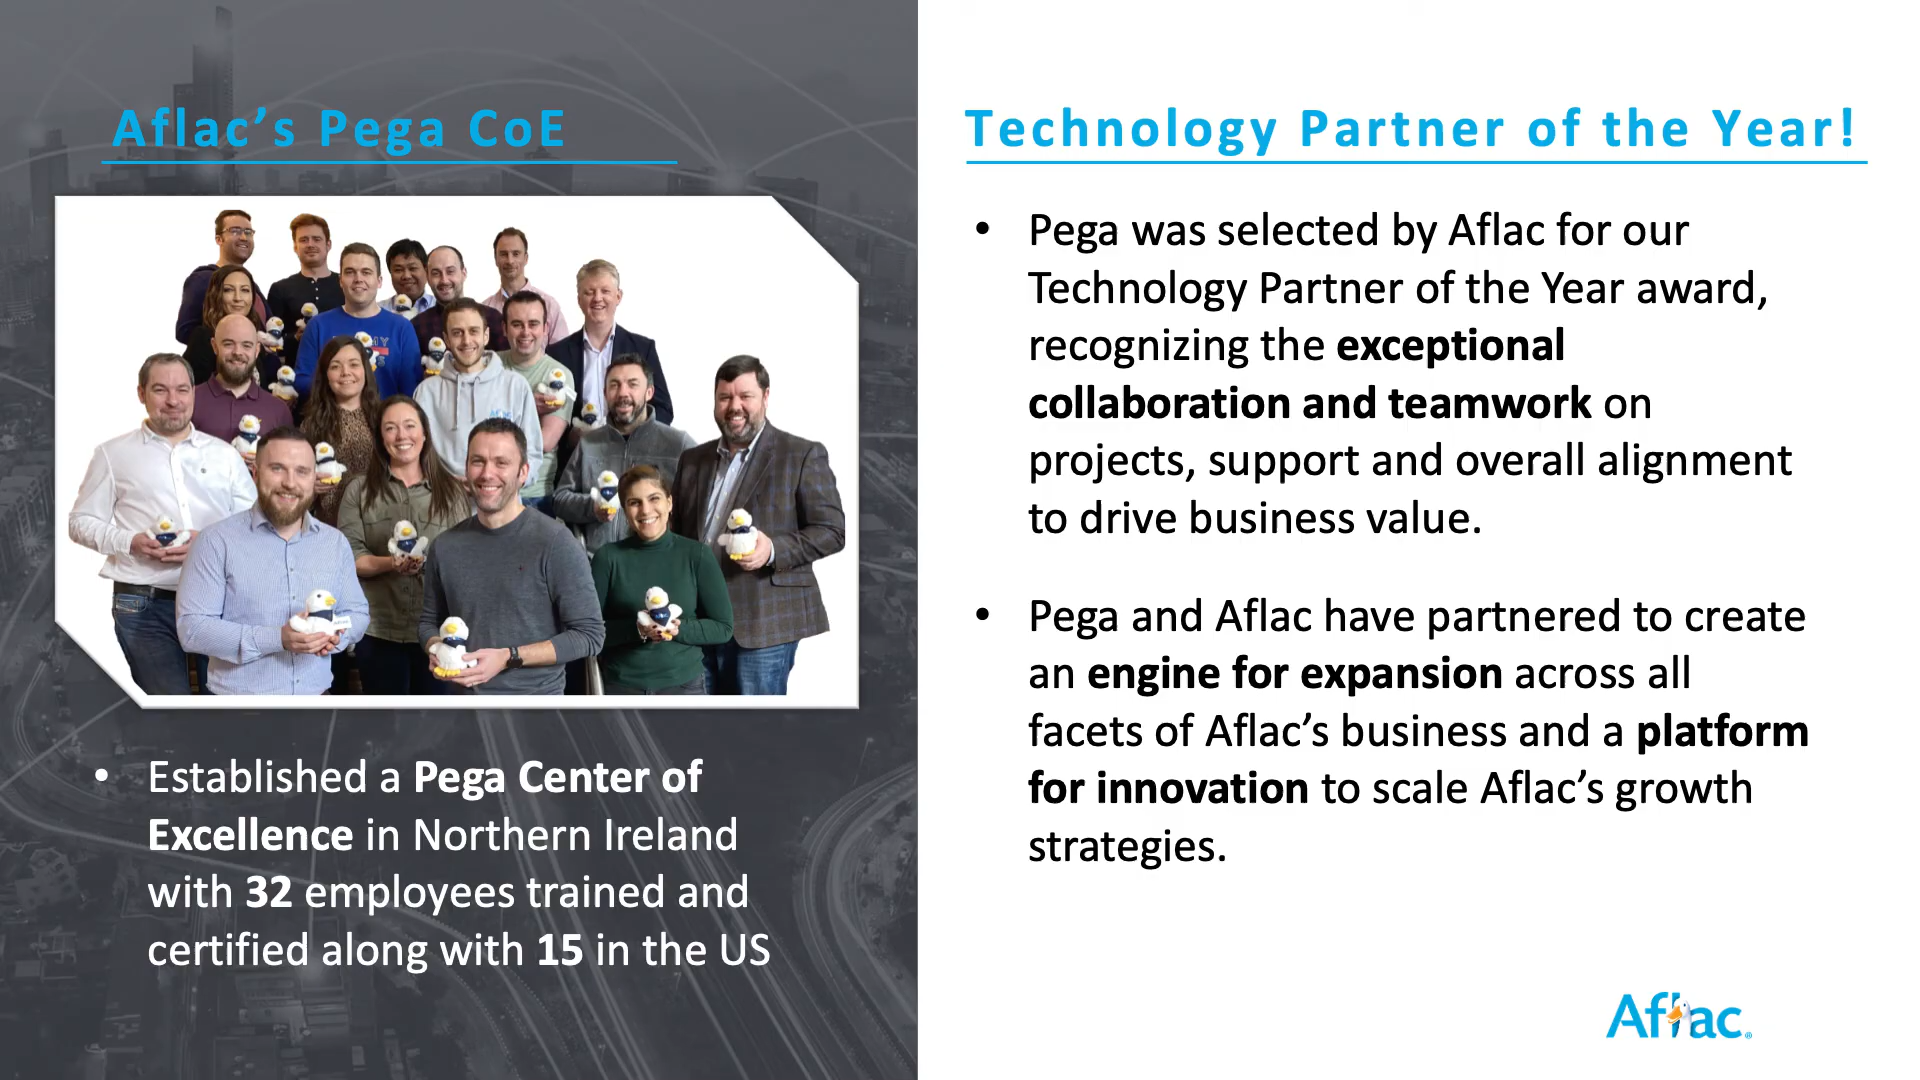 Aflac’s Pega CoE
• Established a Pega Center of
Excellence in Northern Ireland
with 32 employees trained and
certified along with 15 in the US
Technology Partner of the Year!
• Pega was selected by Aflac for our
Technology Partner of the Year award,
recognizing the exceptional
collaboration and teamwork on
projects, support and overall alignment
to drive business value.
• Pega and Aflac have partnered to create
an engine for expansion across all
facets of Aflac’s business and a platform
for innovation to scale Aflac’s growth
strategies.
Aflac®